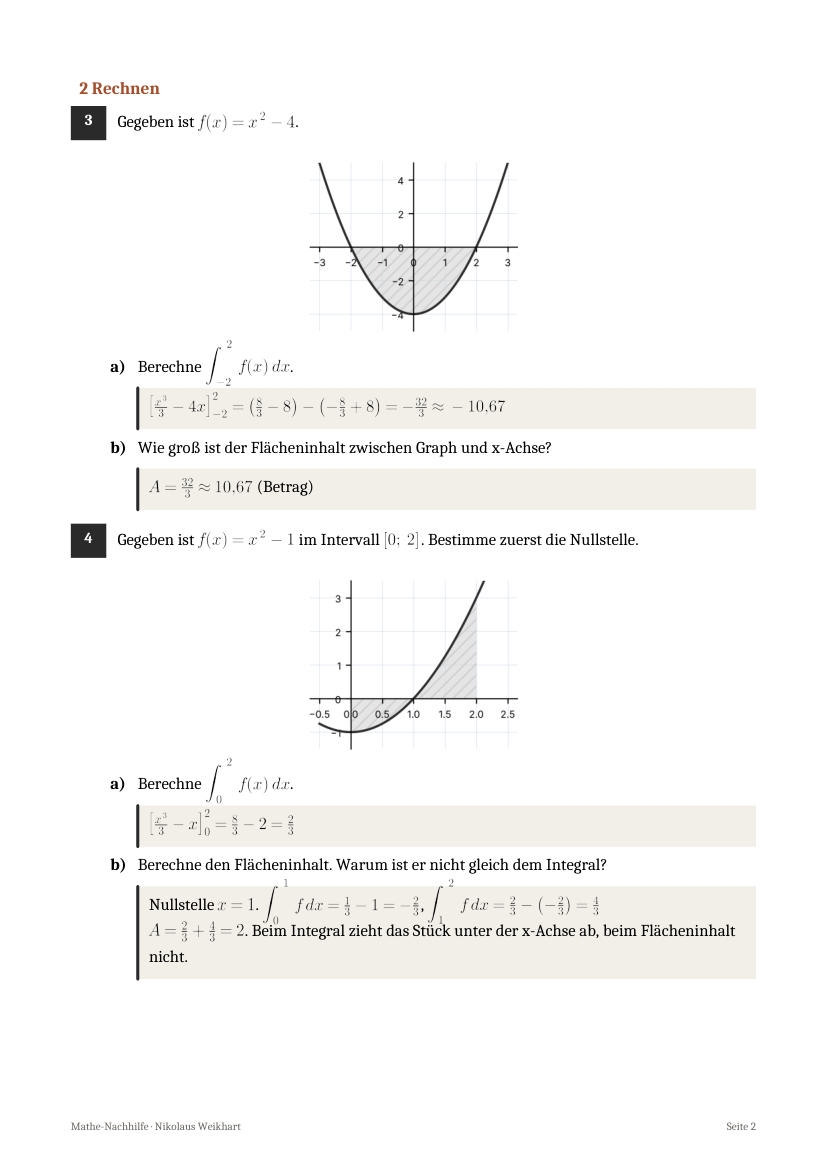 2 Rechnen
3 Gegeben ist f(x) = x² − 4.
4
2
0
−3 −2 −1 0 1 2 3
−2
−4
a) Berechne ∫₋₂² f(x) dx.
[x³/3 − 4x]₋₂² = (8/3 − 8) − (−8/3 + 8) = −32/3 ≈ − 10,67
b) Wie groß ist der Flächeninhalt zwischen Graph und x-Achse?
A = 32/3 ≈ 10,67 (Betrag)
4 Gegeben ist f(x) = x² − 1 im Intervall [0; 2]. Bestimme zuerst die Nullstelle.
3
2
1
0
−0.5 0.0 0.5 1.0 1.5 2.0 2.5
−1
a) Berechne ∫₀² f(x) dx.
[x³/3 − x]₀² = 8/3 − 2 = 2/3
b) Berechne den Flächeninhalt. Warum ist er nicht gleich dem Integral?
Nullstelle x = 1. ∫₀¹ f dx = 1/3 − 1 = −2/3, ∫₁² f dx = 2/3 − (−2/3) = 4/3
A = 2/3 + 4/3 = 2. Beim Integral zieht das Stück unter der x-Achse ab, beim Flächeninhalt
nicht.
Mathe-Nachhilfe · Nikolaus Weikhart Seite 2